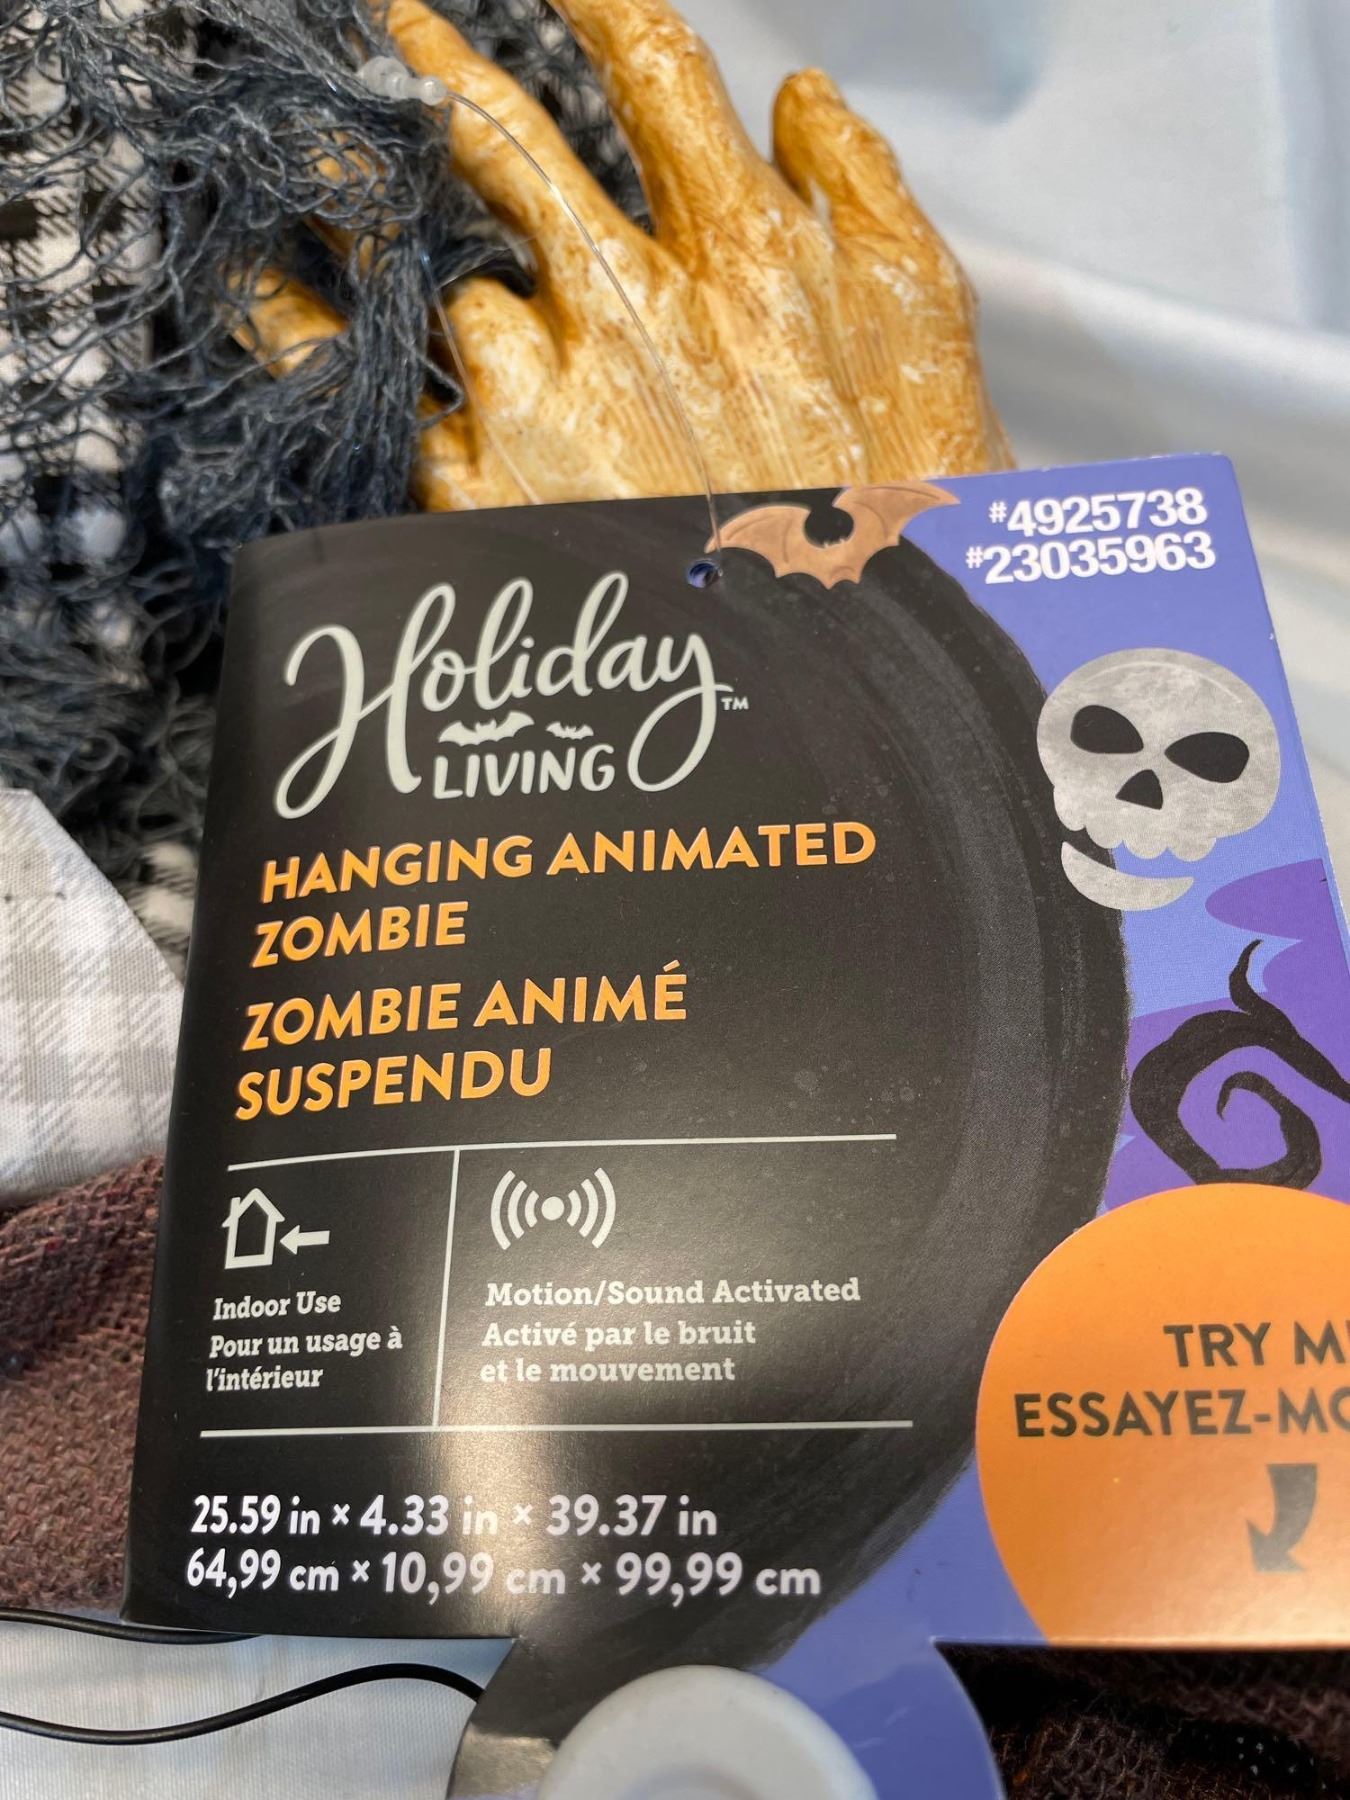 #4925738
#23035963
Holiday™
LIVING
HANGING ANIMATED
ZOMBIE
ZOMBIE ANIMÉ
SUSPENDU
Indoor Use
Pour un usage à
l'intérieur
Motion/Sound Activated
Activé par le bruit
et le mouvement
TRY
ESSAYEZ-
25.59 in × 4.33 in × 39.37 in
64,99 cm × 10,99 cm × 99,99 cm